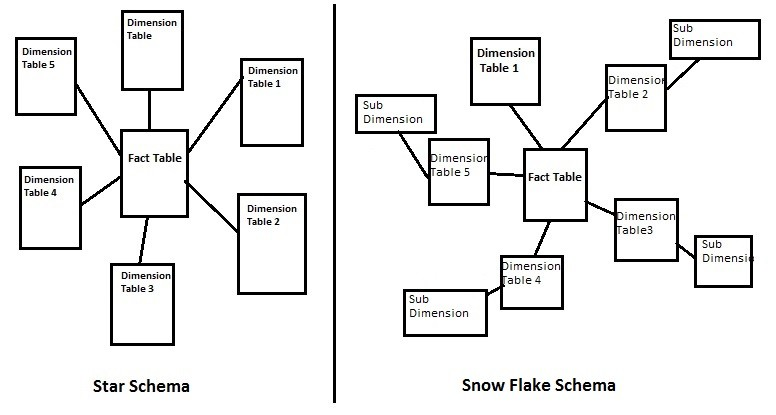 Dimension
Table
Dimension
Table 5
Dimension
Table 1
Fact Table
Dimension
Table 4
Dimension
Table 2
Dimension
Table 3
Star Schema
Sub
Dimension
Dimension
Table 1
Dimension
Table 2
Sub
Dimension
Dimension
Table 5
Fact Table
Dimension
Table3
Sub
Dimensio
Dimension
Table 4
Sub
Dimension
Snow Flake Schema